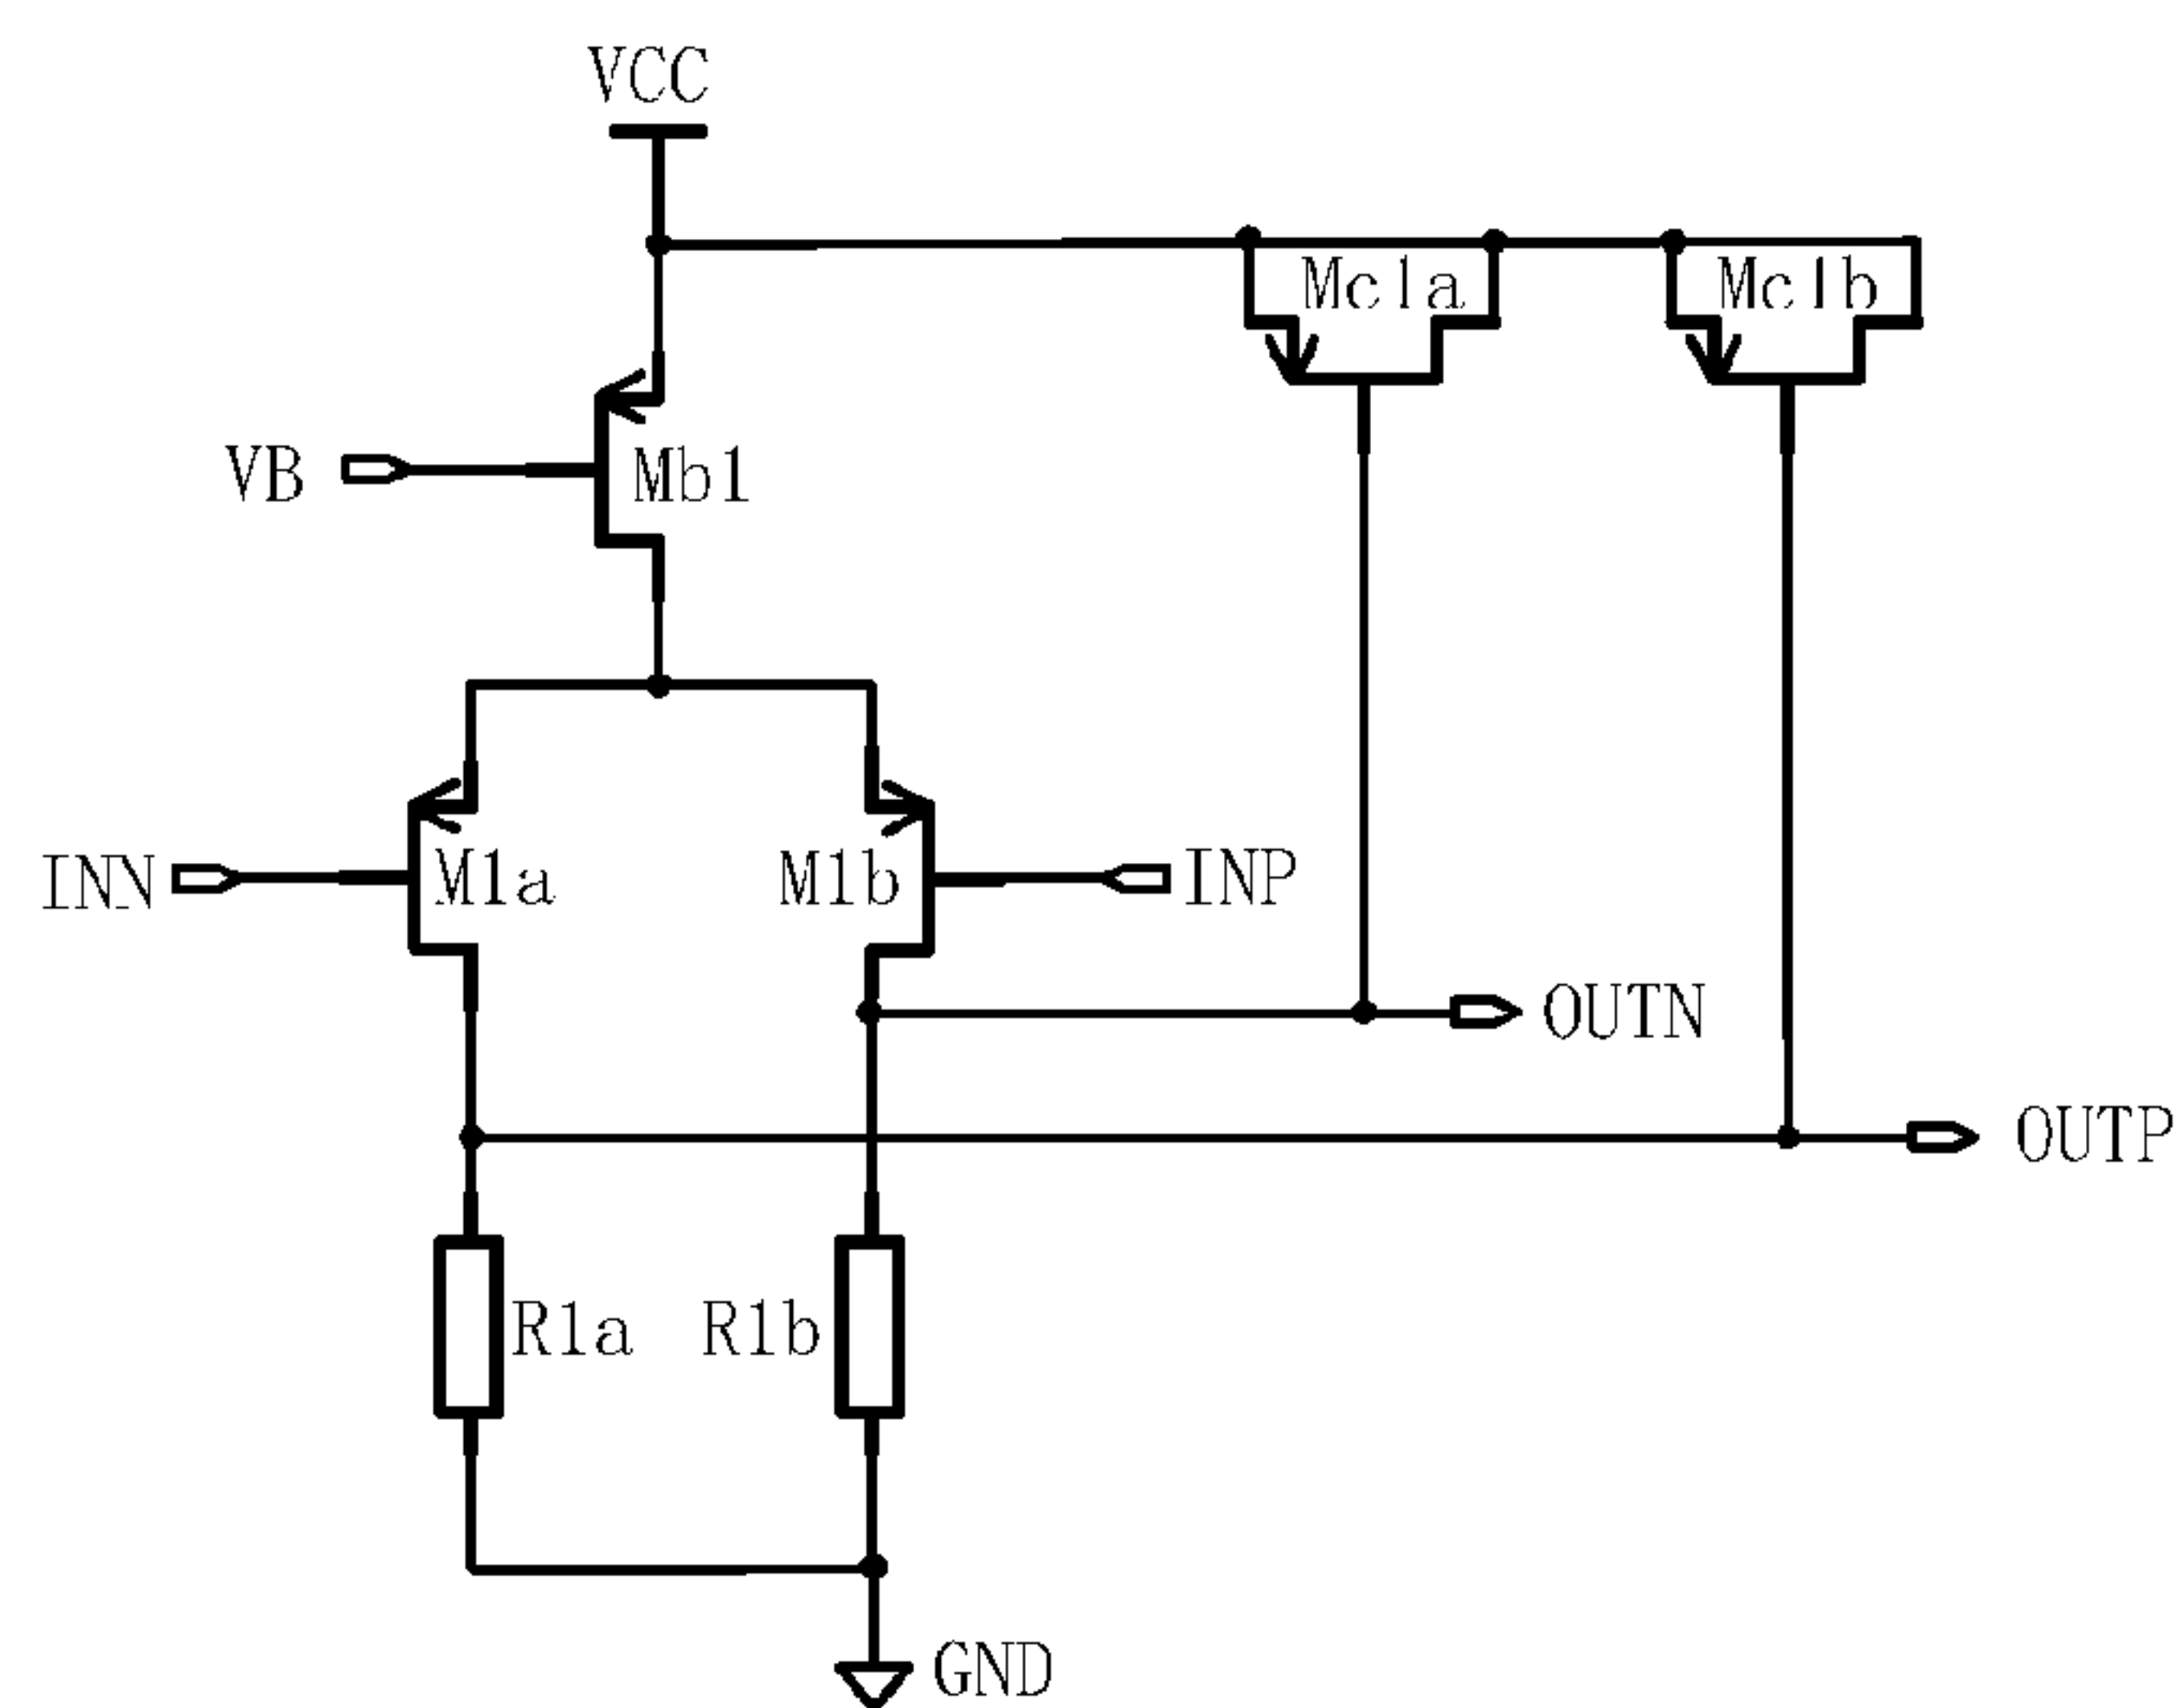 VCC
Mc1a
Mc1b
VB
Mb1
INN
M1a
M1b
INP
OUTN
OUTP
R1a
R1b
GND